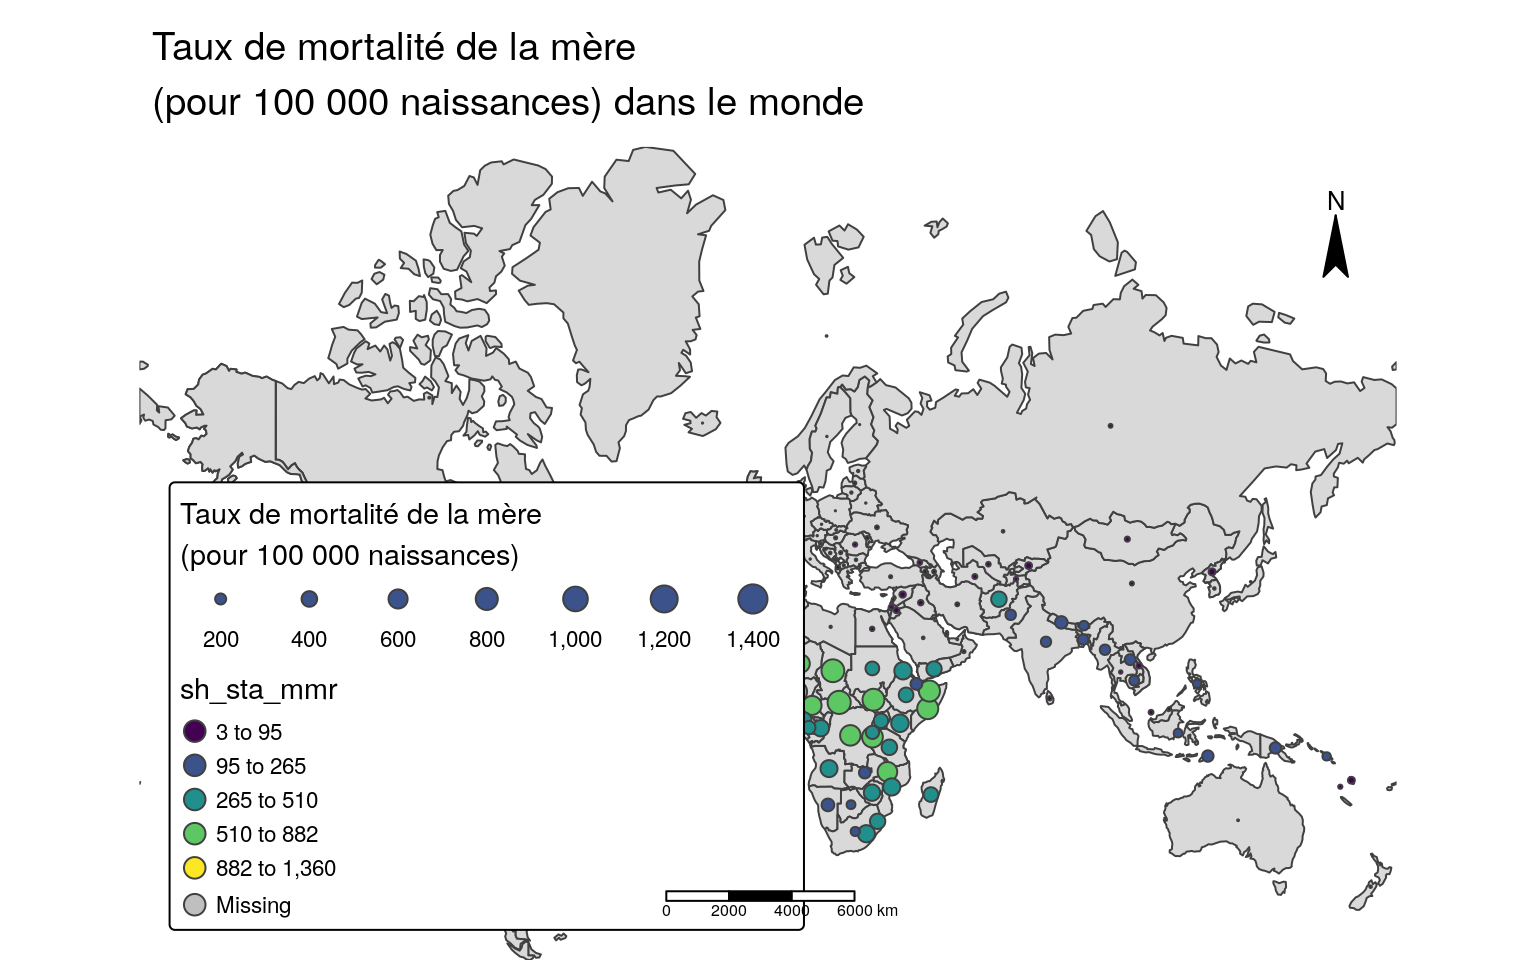 Taux de mortalité de la mère
(pour 100 000 naissances) dans le monde
N
Taux de mortalité de la mère
(pour 100 000 naissances)
200 400 600 800 1,000 1,200 1,400
sh_sta_mmr
3 to 95
95 to 265
265 to 510
510 to 882
882 to 1,360
Missing
0 2000 4000 6000 km